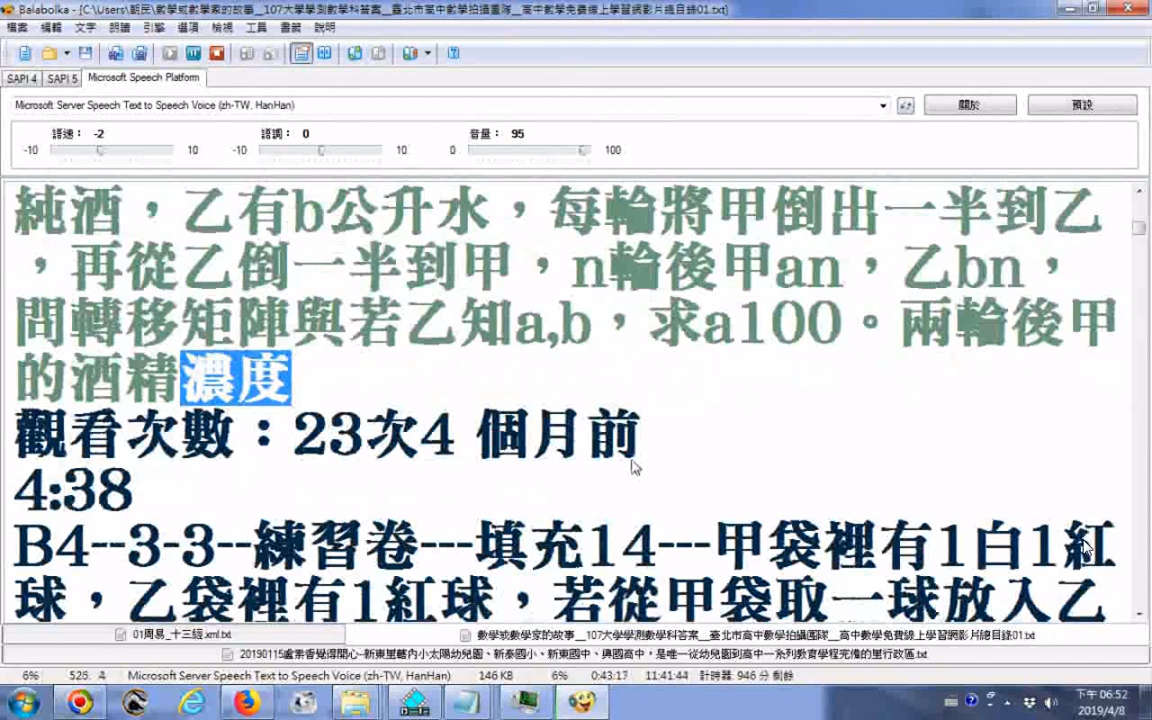 Balabolka - [C:\Users\朝民\數學或數學家的故事__107大學學測數學科答案__臺北市高中數學拍攝團隊__高中數學免費線上學習網影片總目錄01.txt]
檔案 編輯 文字 朗讀 引擎 選項 檢視 工具 書籤 說明
SAPI 4 SAPI 5 Microsoft Speech Platform
Microsoft Server Speech Text to Speech Voice (zh-TW, HanHan)
關於 預設
語速： -2 語調： 0 音量： 95
-10 10 -10 10 0 100
純酒，乙有b公升水，每輪將甲倒出一半到乙
，再從乙倒一半到甲，n輪後甲an，乙bn，
問轉移矩陣與若乙知a,b，求a100。兩輪後甲
的酒精濃度
觀看次數：23次4 個月前
4:38
B4--3-3--練習卷---填充14---甲袋裡有1白1紅
球，乙袋裡有1紅球，若從甲袋取一球放入乙
01周易_十三經.xml.txt 數學或數學家的故事__107大學學測數學科答案__臺北市高中數學拍攝團隊__高中數學免費線上學習網影片總目錄01.txt
20190115盧素香覺得開心-新東里轄內小太陽幼兒園、新泰國小、新東國中、興國高中，是唯一從幼兒園到高中一系列教育學程完備的里行政區.txt
6% 526. Microsoft Speech Platform Microsoft Server Speech Text to Speech Voice (zh-TW, HanHan) 146 KB 6% 0:43:17 11:41:44 計時器: 946 分 剩餘
下午 06:52
2019/4/8